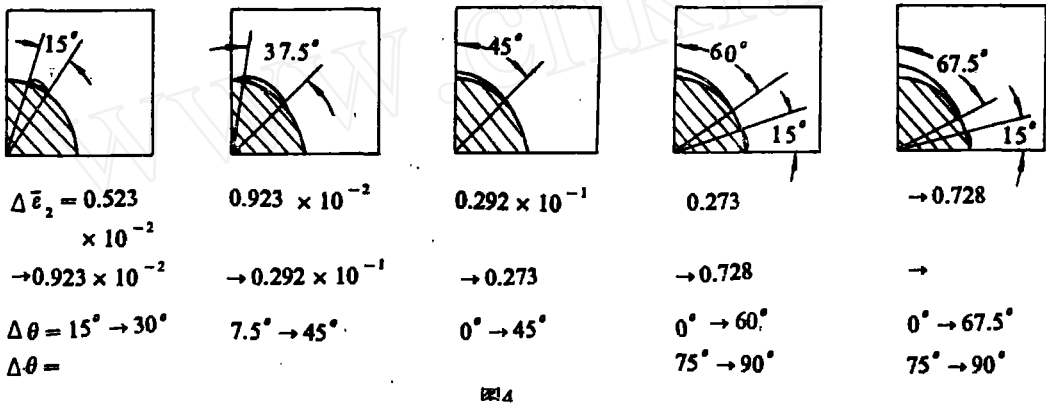 15°
37.5°
45°
60°
15°
67.5°
15°
Δε̄₂ = 0.523 × 10⁻²
0.923 × 10⁻²
0.292 × 10⁻¹
0.273
→0.728
→0.923 × 10⁻²
→0.292 × 10⁻¹
→0.273
→0.728
→
Δθ = 15° → 30°
7.5° → 45°
0° → 45°
0° → 60°
0° → 67.5°
Δθ =
75° → 90°
75° → 90°
图4